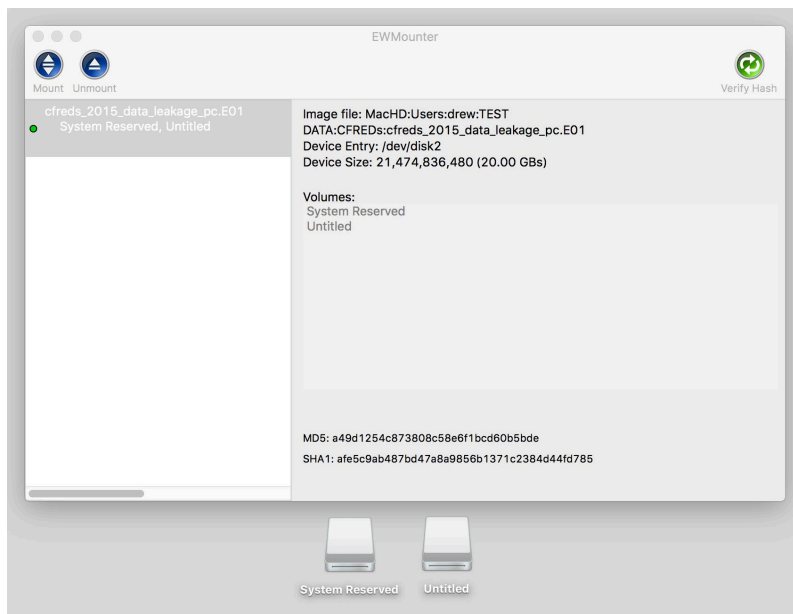 EWMounter
Mount Unmount
Verify Hash
cfreds_2015_data_leakage_pc.E01
System Reserved, Untitled
Image file: MacHD:Users:drew:TEST
DATA:CFREDs:cfreds_2015_data_leakage_pc.E01
Device Entry: /dev/disk2
Device Size: 21,474,836,480 (20.00 GBs)
Volumes:
System Reserved
Untitled
MD5: a49d1254c873808c58e6f1bcd60b5bde
SHA1: afe5c9ab487bd47a8a9856b1371c2384d44fd785
System Reserved
Untitled